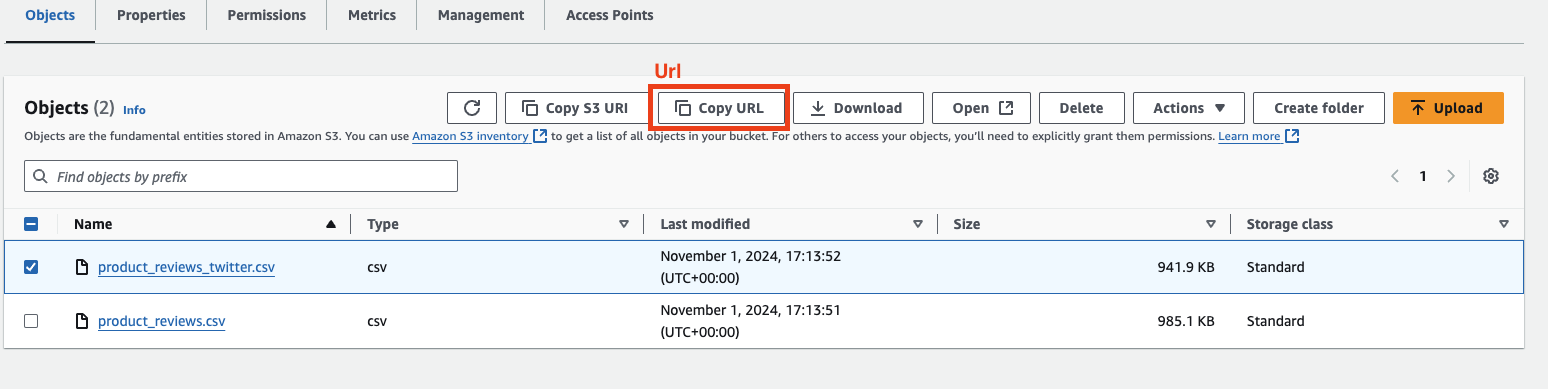 Objects
Properties
Permissions
Metrics
Management
Access Points
Url
Objects (2) Info
Copy S3 URI
Copy URL
Download
Open
Delete
Actions
Create folder
Upload
Objects are the fundamental entities stored in Amazon S3. You can use Amazon S3 inventory to get a list of all objects in your bucket. For others to access your objects, you'll need to explicitly grant them permissions. Learn more
Find objects by prefix
1
Name
Type
Last modified
Size
Storage class
product_reviews_twitter.csv
csv
November 1, 2024, 17:13:52
(UTC+00:00)
941.9 KB
Standard
product_reviews.csv
csv
November 1, 2024, 17:13:51
(UTC+00:00)
985.1 KB
Standard